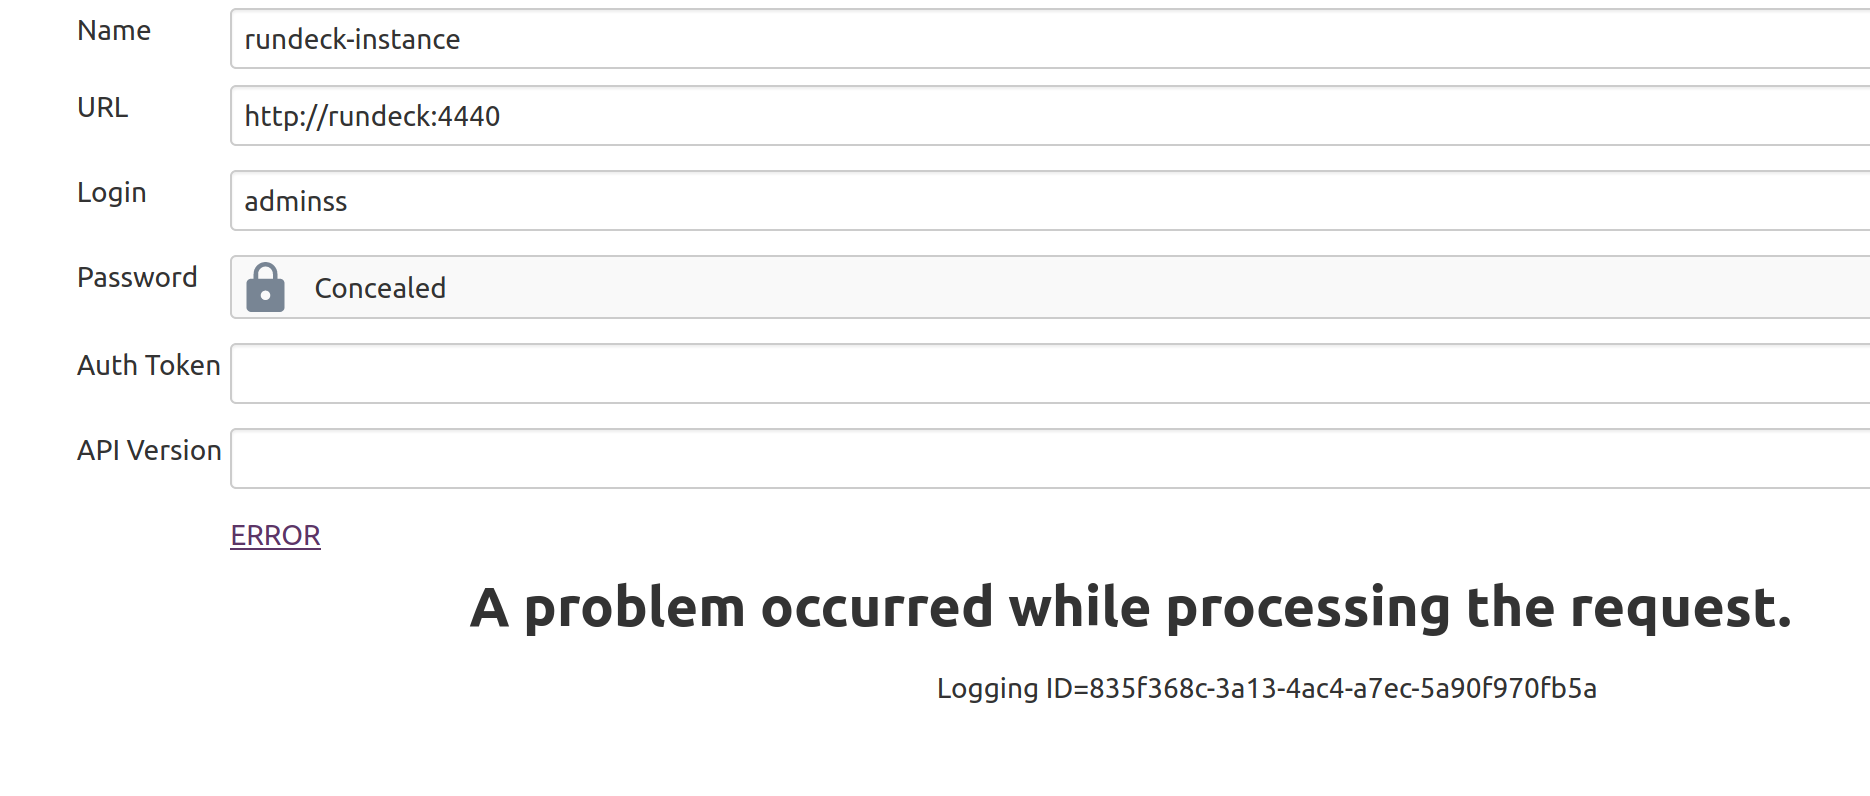 Name
rundeck-instance
URL
http://rundeck:4440
Login
adminss
Password
Concealed
Auth Token
API Version
ERROR
A problem occurred while processing the request.
Logging ID=835f368c-3a13-4ac4-a7ec-5a90f970fb5a